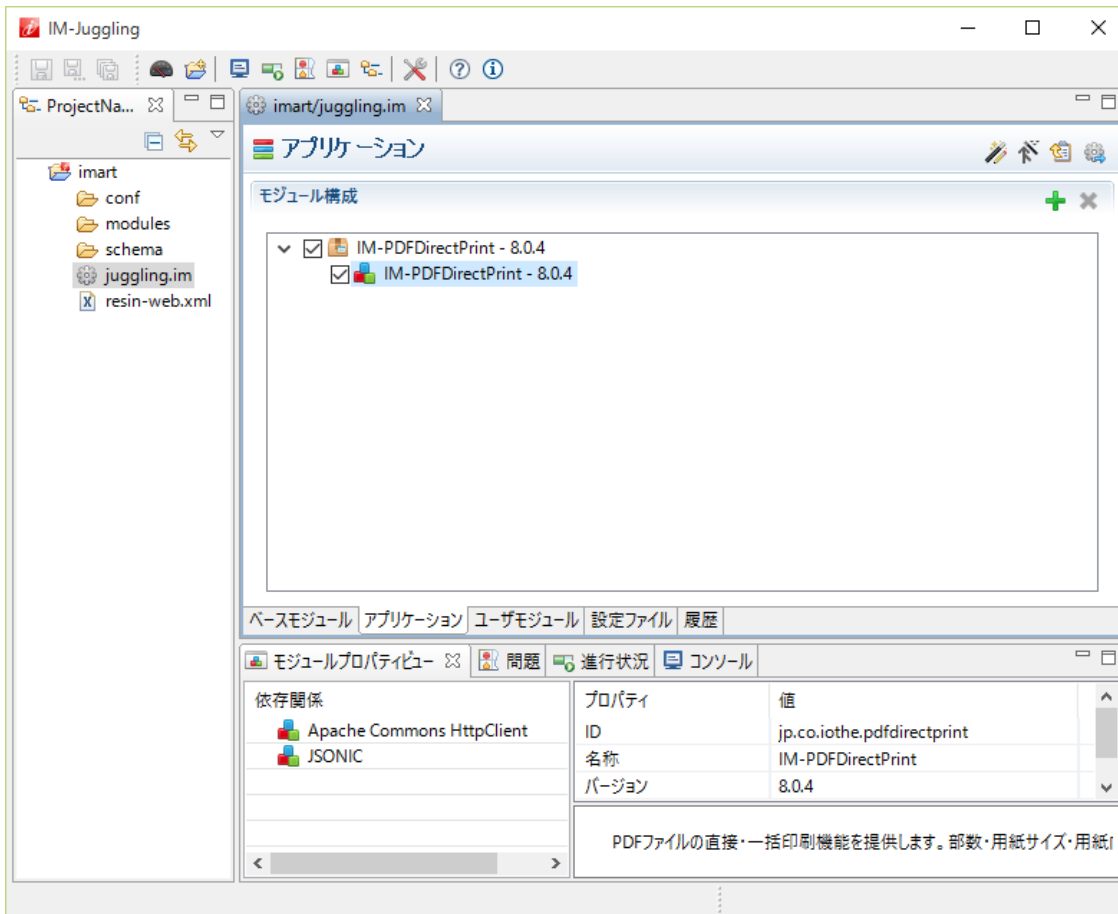 IM-Juggling
ProjectNa...
imart
conf
modules
schema
juggling.im
resin-web.xml
imart/juggling.im
アプリケーション
モジュール構成
IM-PDFDirectPrint - 8.0.4
IM-PDFDirectPrint - 8.0.4
ベースモジュール アプリケーション ユーザモジュール 設定ファイル 履歴
モジュールプロパティビュー 問題 進行状況 コンソール
依存関係
Apache Commons HttpClient
JSONIC
プロパティ 値
ID jp.co.iothe.pdfdirectprint
名称 IM-PDFDirectPrint
バージョン 8.0.4
PDFファイルの直接・一括印刷機能を提供します。部数・用紙サイズ・用紙